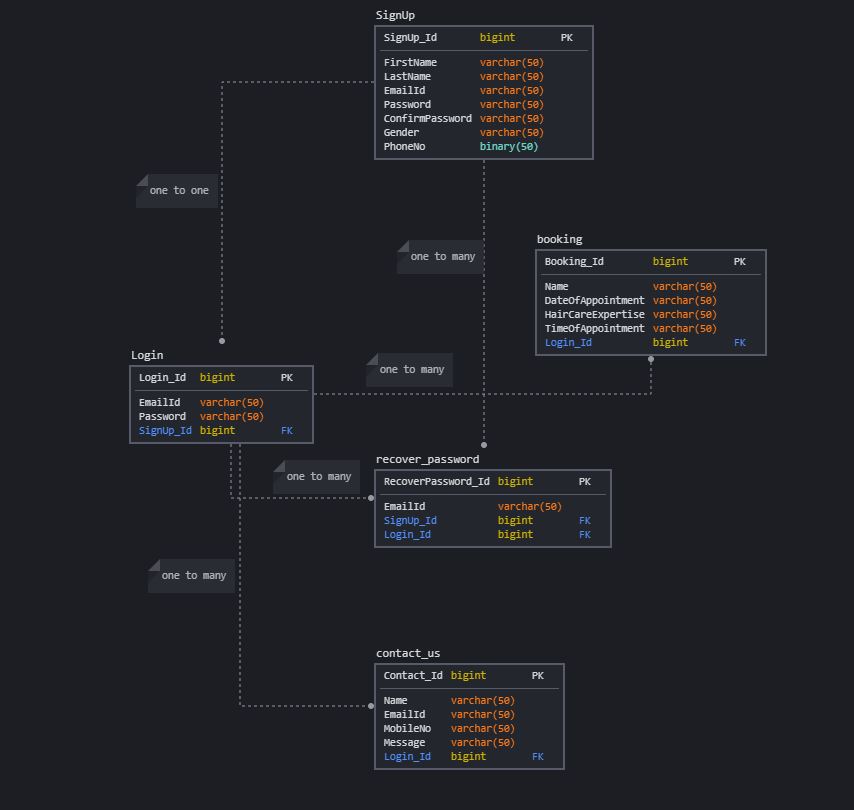 SignUp
SignUp_Id bigint PK
FirstName varchar(50)
LastName varchar(50)
EmailId varchar(50)
Password varchar(50)
ConfirmPassword varchar(50)
Gender varchar(50)
PhoneNo binary(50)
one to one
one to many
booking
Booking_Id bigint PK
Name varchar(50)
DateOfAppointment varchar(50)
HairCareExpertise varchar(50)
TimeOfAppointment varchar(50)
Login_Id bigint FK
Login
Login_Id bigint PK
EmailId varchar(50)
Password varchar(50)
SignUp_Id bigint FK
one to many
one to many
recover_password
RecoverPassword_Id bigint PK
EmailId varchar(50)
SignUp_Id bigint FK
Login_Id bigint FK
one to many
contact_us
Contact_Id bigint PK
Name varchar(50)
EmailId varchar(50)
MobileNo varchar(50)
Message varchar(50)
Login_Id bigint FK